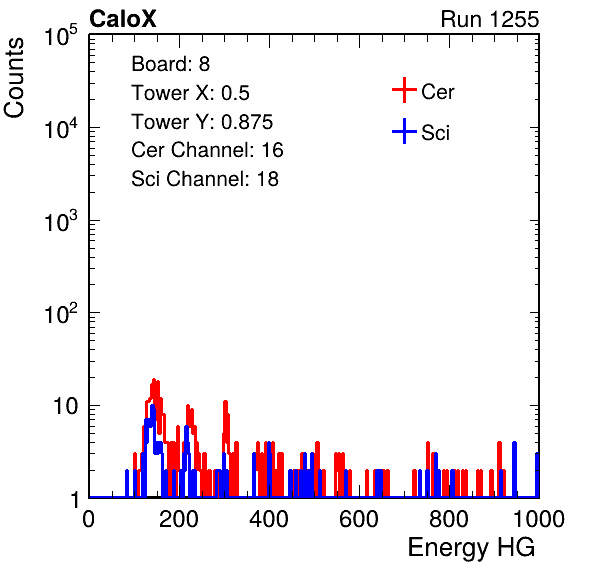 CaloX Run 1255
Counts
Board: 8
Tower X: 0.5
Tower Y: 0.875
Cer Channel: 16
Sci Channel: 18
Cer
Sci
10^5
10^4
10^3
10^2
10
1
0 200 400 600 800 1000
Energy HG